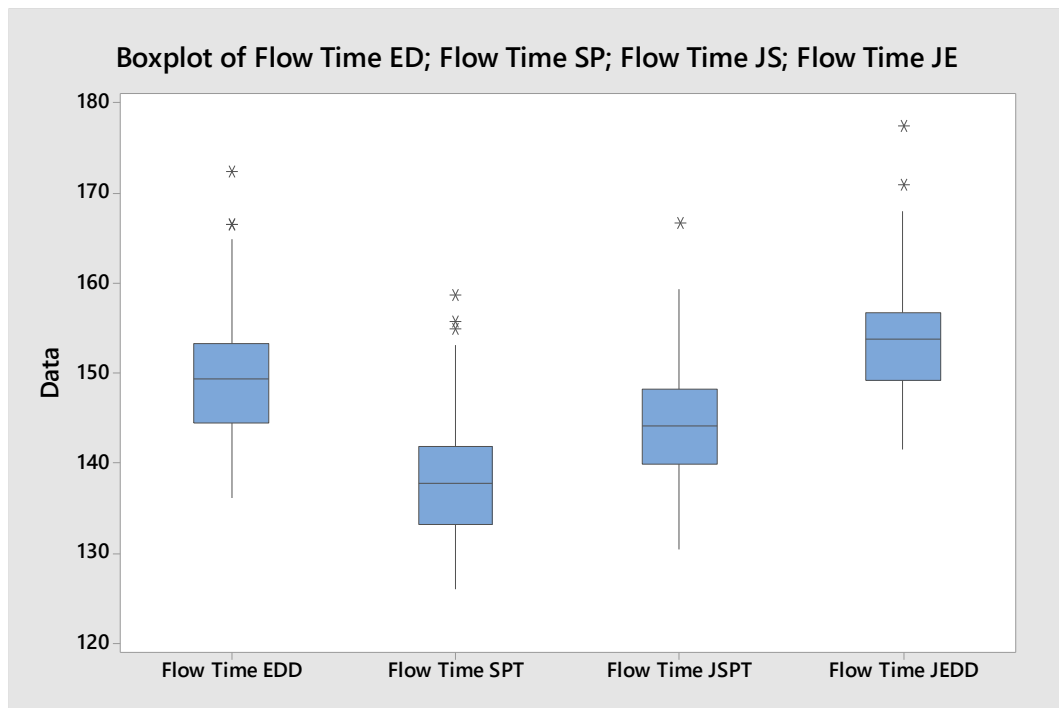 Boxplot of Flow Time ED; Flow Time SP; Flow Time JS; Flow Time JE
180
170
160
150
140
130
120
Data
Flow Time EDD
Flow Time SPT
Flow Time JSPT
Flow Time JEDD